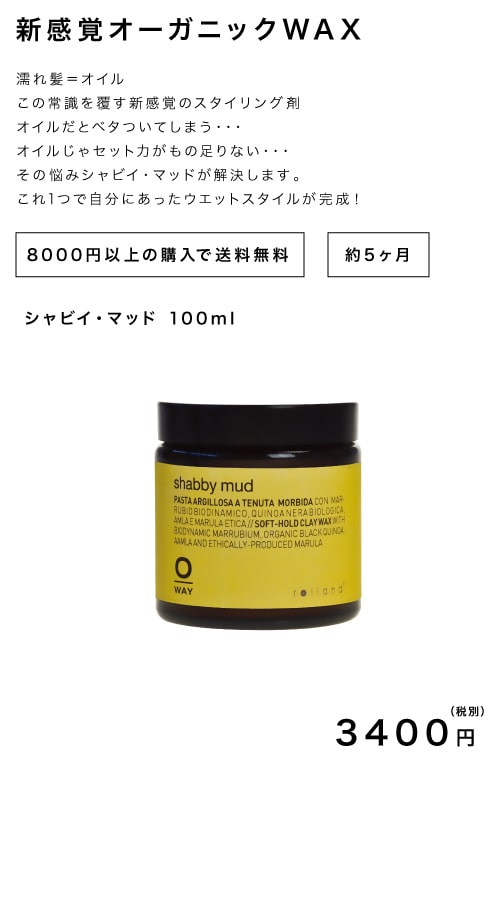 新感覚オーガニックWAX
濡れ髪＝オイル
この常識を覆す新感覚のスタイリング剤
オイルだとベタついてしまう・・・
オイルじゃセット力がもの足りない・・・
その悩みシャビイ・マッドが解決します。
これ1つで自分にあったウエットスタイルが完成！
8000円以上の購入で送料無料
約5ヶ月
シャビイ・マッド 100ml
shabby mud
PASTA ARGILLOSA A TENUTA MORBIDA CON MAR-
RUBIO BIODINAMICO, QUINOA NERA BIOLOGICA,
AMLA E MARULA ETICA // SOFT-HOLD CLAY WAX WITH
BIODYNAMIC MARRUBIUM, ORGANIC BLACK QUINOA,
AAMLA AND ETHICALLY-PRODUCED MARULA
O
WAY
rolland
(税別)
3400円